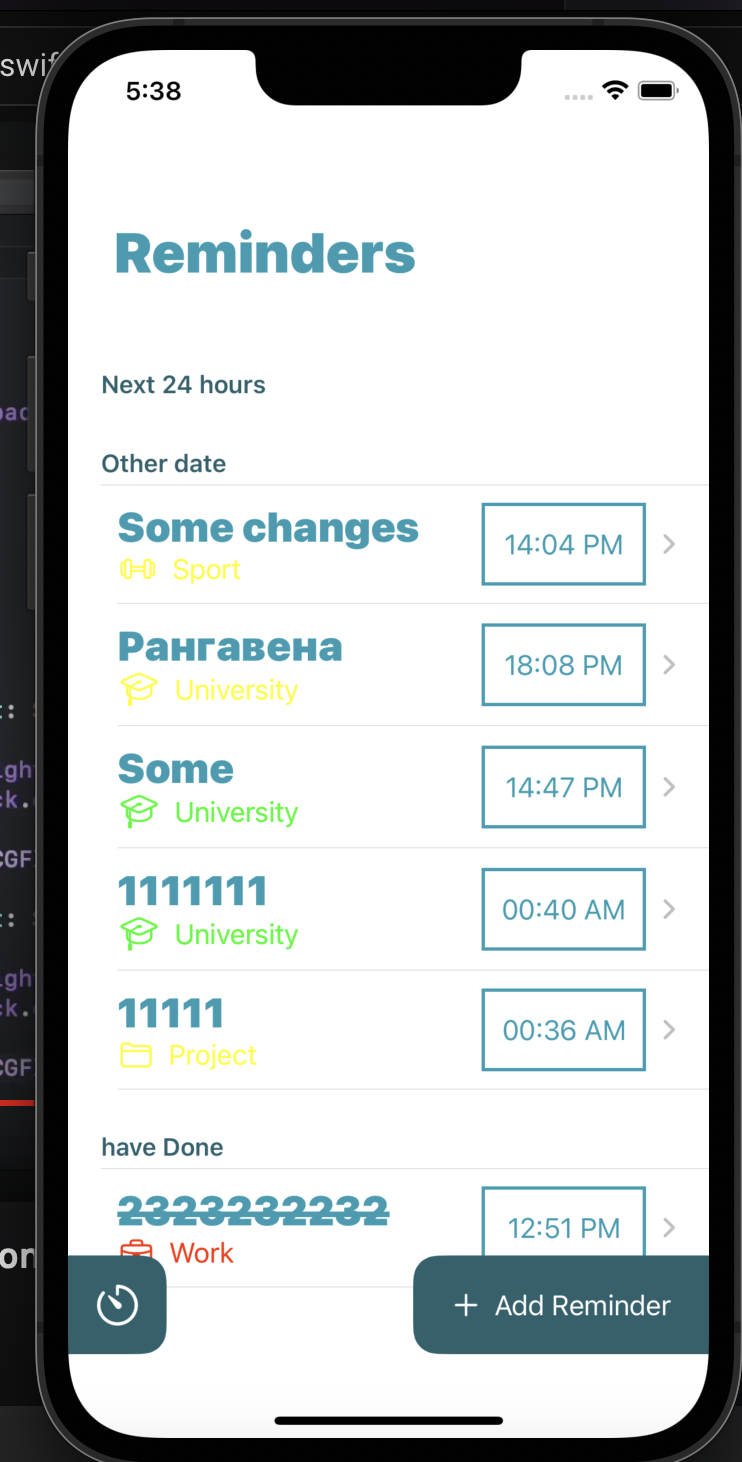 5:38
Reminders
Next 24 hours
Other date
Some changes
14:04 PM
Sport
Рангавена
18:08 PM
University
Some
14:47 PM
University
1111111
00:40 AM
University
11111
00:36 AM
Project
have Done
2323232232
12:51 PM
Work
+ Add Reminder